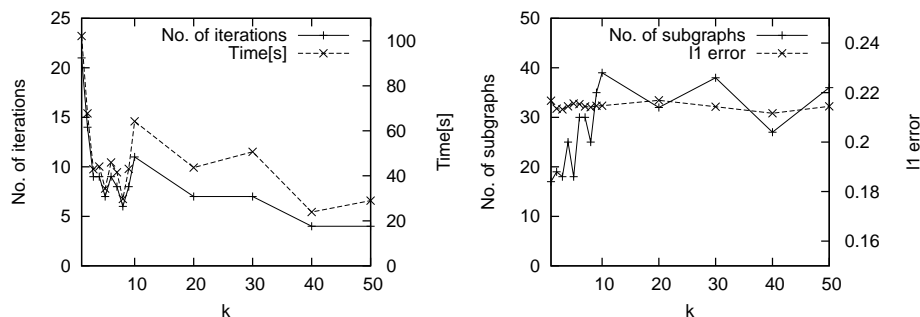 25
20
15
10
5
0
No. of iterations
No. of iterations
Time[s]
100
80
60
40
20
0
Time[s]
10 20 30 40 50
k
50
40
30
20
10
0
No. of subgraphs
No. of subgraphs
l1 error
0.24
0.22
0.2
0.18
0.16
l1 error
10 20 30 40 50
k